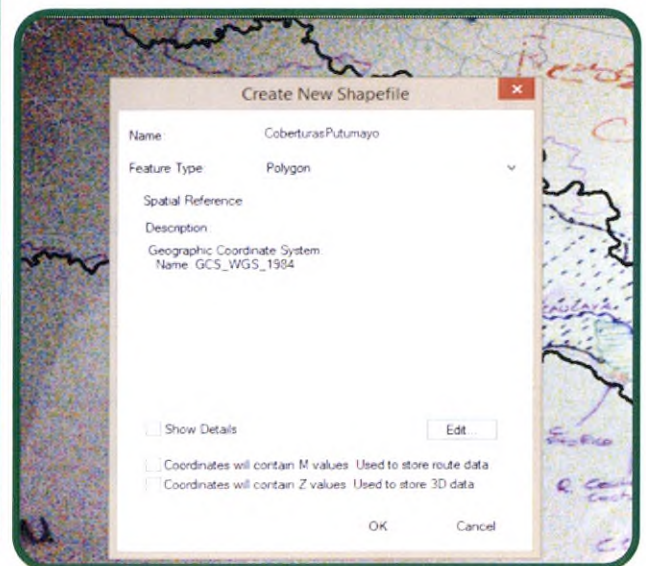 Create New Shapefile
Name: CoberturasPutumayo
Feature Type: Polygon
Spatial Reference
Description:
Geographic Coordinate System:
Name: GCS_WGS_1984
Show Details
Edit...
Coordinates will contain M values. Used to store route data.
Coordinates will contain Z values. Used to store 3D data.
OK Cancel